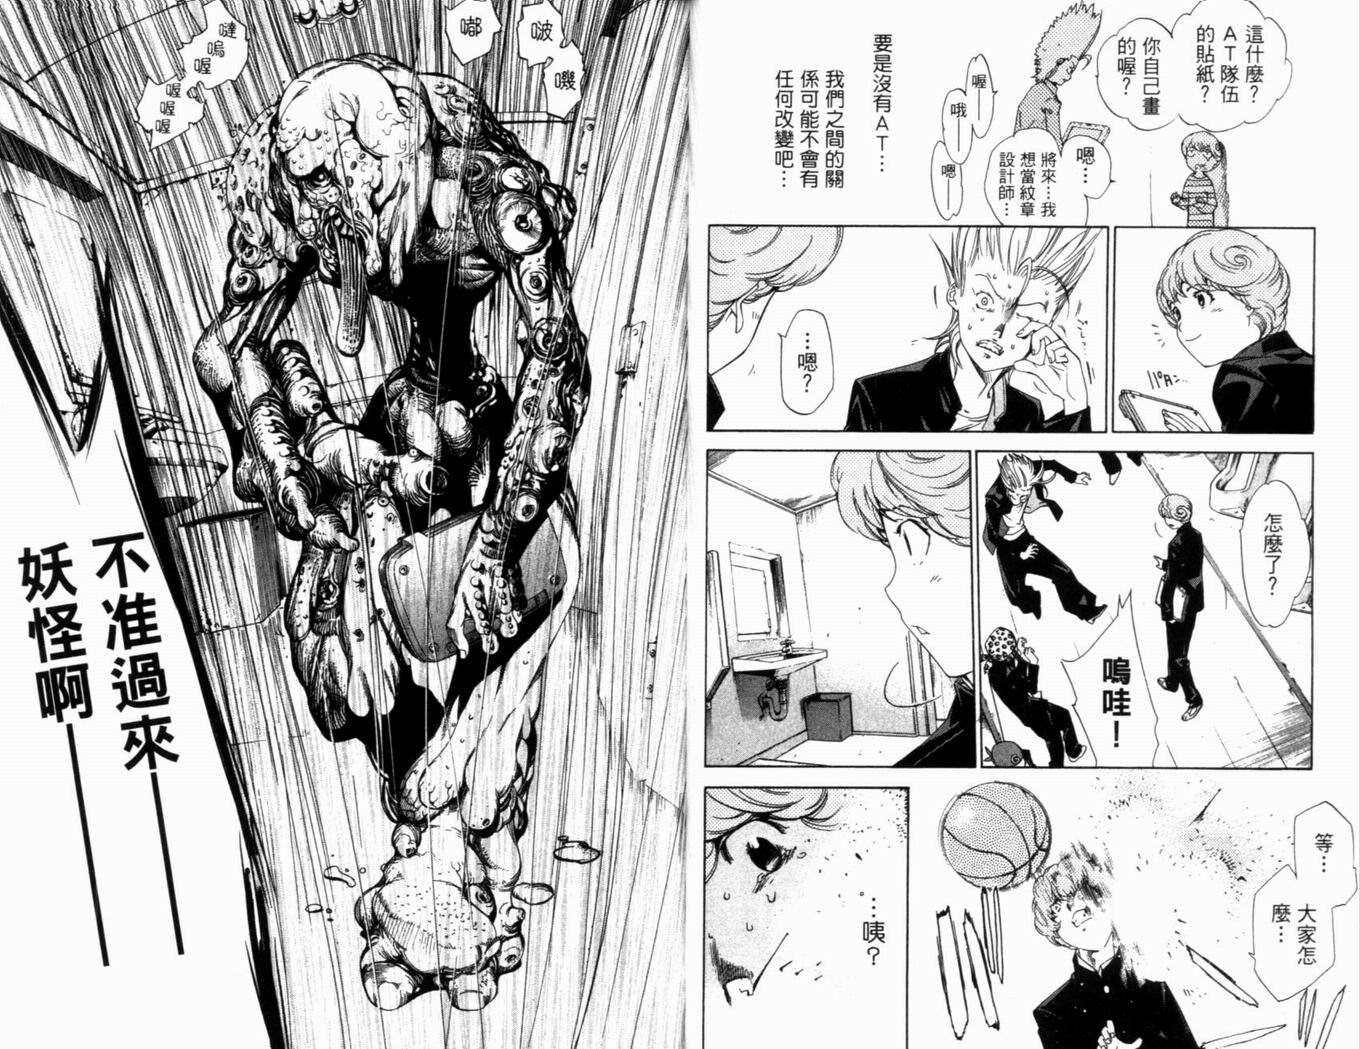 這什麼？
ＡＴ隊伍
的貼紙？
你自己畫
的喔？
喔—
哦—
嗯—
嗯…
將來…我
想當紋章
設計師…
要是沒有ＡＴ…
我們之間的關
係可能不會有
任何改變吧…
パアﾝ…
…嗯？
怎麼了？
嗚哇！
等…
大家怎
麼…
…咦？
啵
嘰
嘟
噠
嗚
喔
喔
喔
喔
不准過來——
妖怪啊——